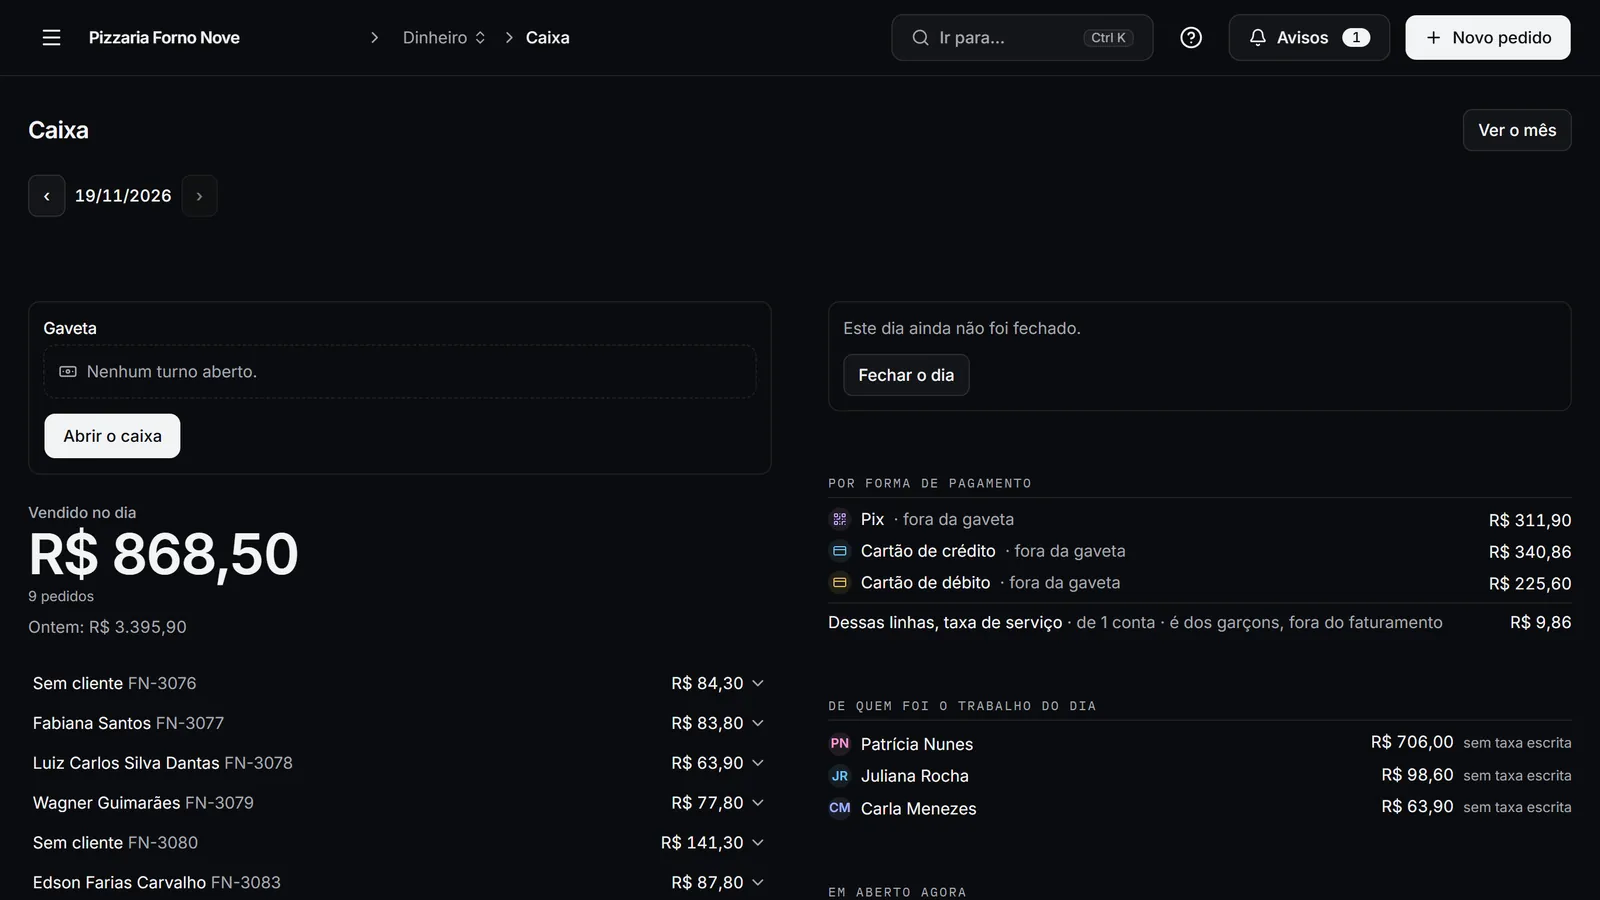 Pizzaria Forno Nove
Dinheiro
Caixa
Ir para...
Ctrl K
Avisos
1
Novo pedido
Caixa
Ver o mês
19/11/2026
Gaveta
Nenhum turno aberto.
Abrir o caixa
Vendido no dia
R$ 868,50
9 pedidos
Ontem: R$ 3.395,90
Sem cliente FN-3076 R$ 84,30
Fabiana Santos FN-3077 R$ 83,80
Luiz Carlos Silva Dantas FN-3078 R$ 63,90
Wagner Guimarães FN-3079 R$ 77,80
Sem cliente FN-3080 R$ 141,30
Edson Farias Carvalho FN-3083 R$ 87,80
Este dia ainda não foi fechado.
Fechar o dia
POR FORMA DE PAGAMENTO
Pix · fora da gaveta R$ 311,90
Cartão de crédito · fora da gaveta R$ 340,86
Cartão de débito · fora da gaveta R$ 225,60
Dessas linhas, taxa de serviço · de 1 conta · é dos garçons, fora do faturamento R$ 9,86
DE QUEM FOI O TRABALHO DO DIA
PN Patrícia Nunes R$ 706,00 sem taxa escrita
JR Juliana Rocha R$ 98,60 sem taxa escrita
CM Carla Menezes R$ 63,90 sem taxa escrita
EM ABERTO AGORA